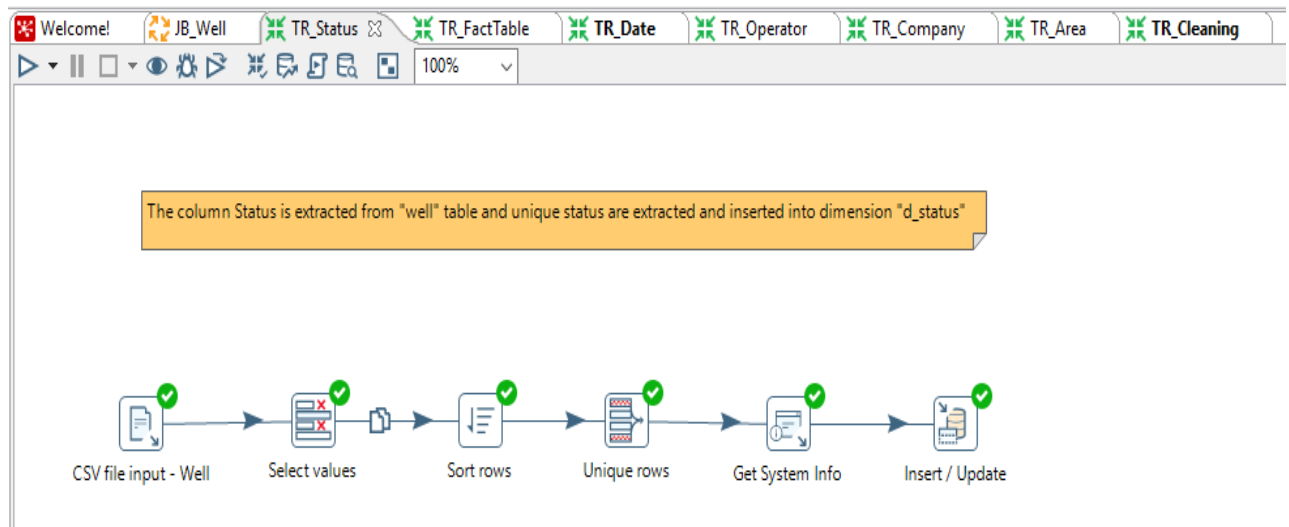 Welcome! JB_Well TR_Status TR_FactTable TR_Date TR_Operator TR_Company TR_Area TR_Cleaning
100%
The column Status is extracted from "well" table and unique status are extracted and inserted into dimension "d_status"
CSV file input - Well Select values Sort rows Unique rows Get System Info Insert / Update